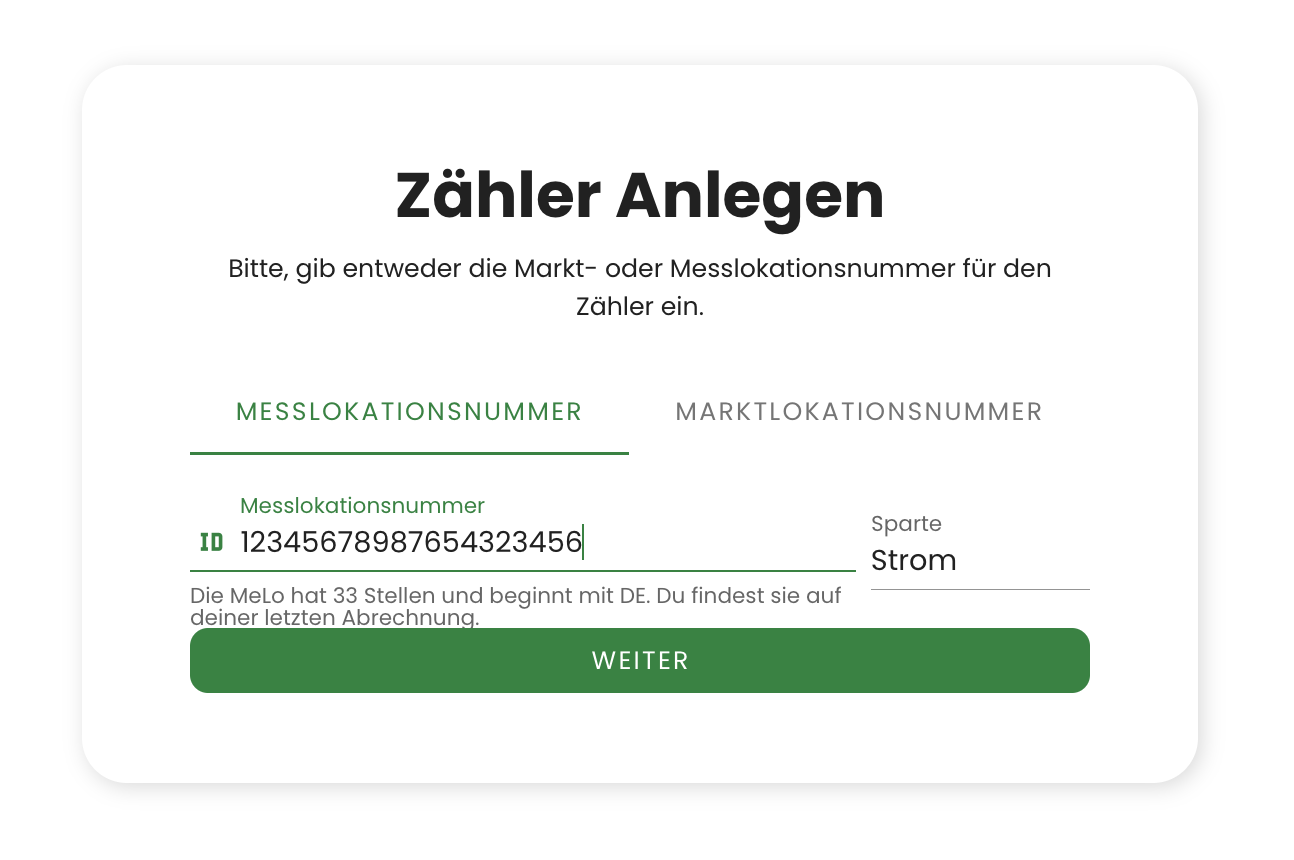 Zähler Anlegen
Bitte, gib entweder die Markt- oder Messlokationsnummer für den
Zähler ein.
MESSLOKATIONSNUMMER
MARKTLOKATIONSNUMMER
Messlokationsnummer
ID 12345678987654323456
Sparte
Strom
Die MeLo hat 33 Stellen und beginnt mit DE. Du findest sie auf
deiner letzten Abrechnung.
WEITER